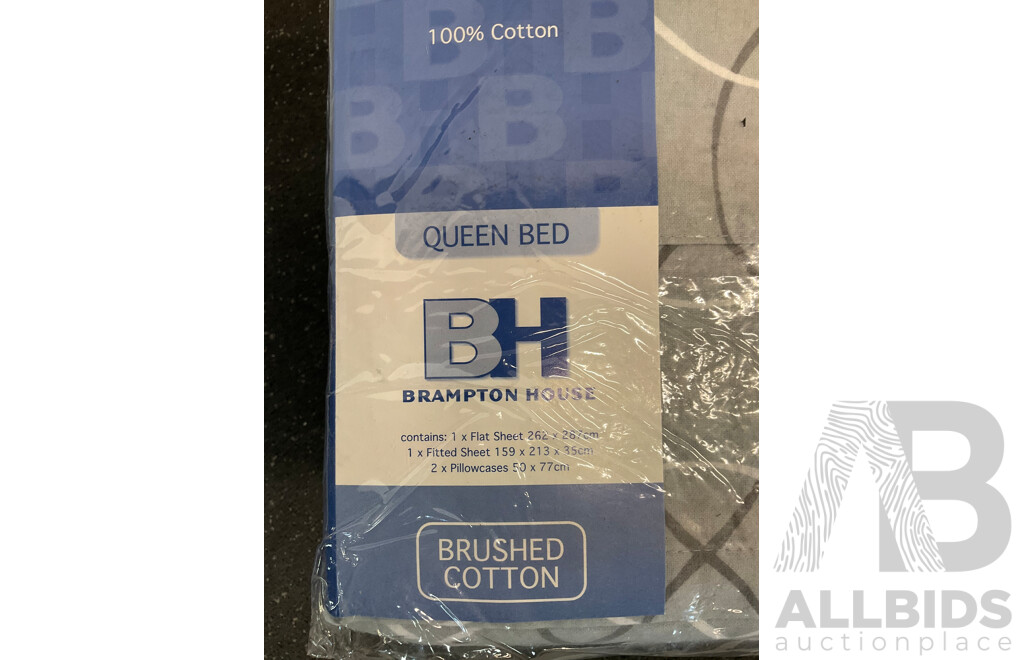 100% Cotton
QUEEN BED
BH
BRAMPTON HOUSE
contains: 1 x Flat Sheet 262 x 267cm
1 x Fitted Sheet 159 x 213 x 35cm
2 x Pillowcases 50 x 77cm
BRUSHED
COTTON
AB
ALLBIDS
auctionplace